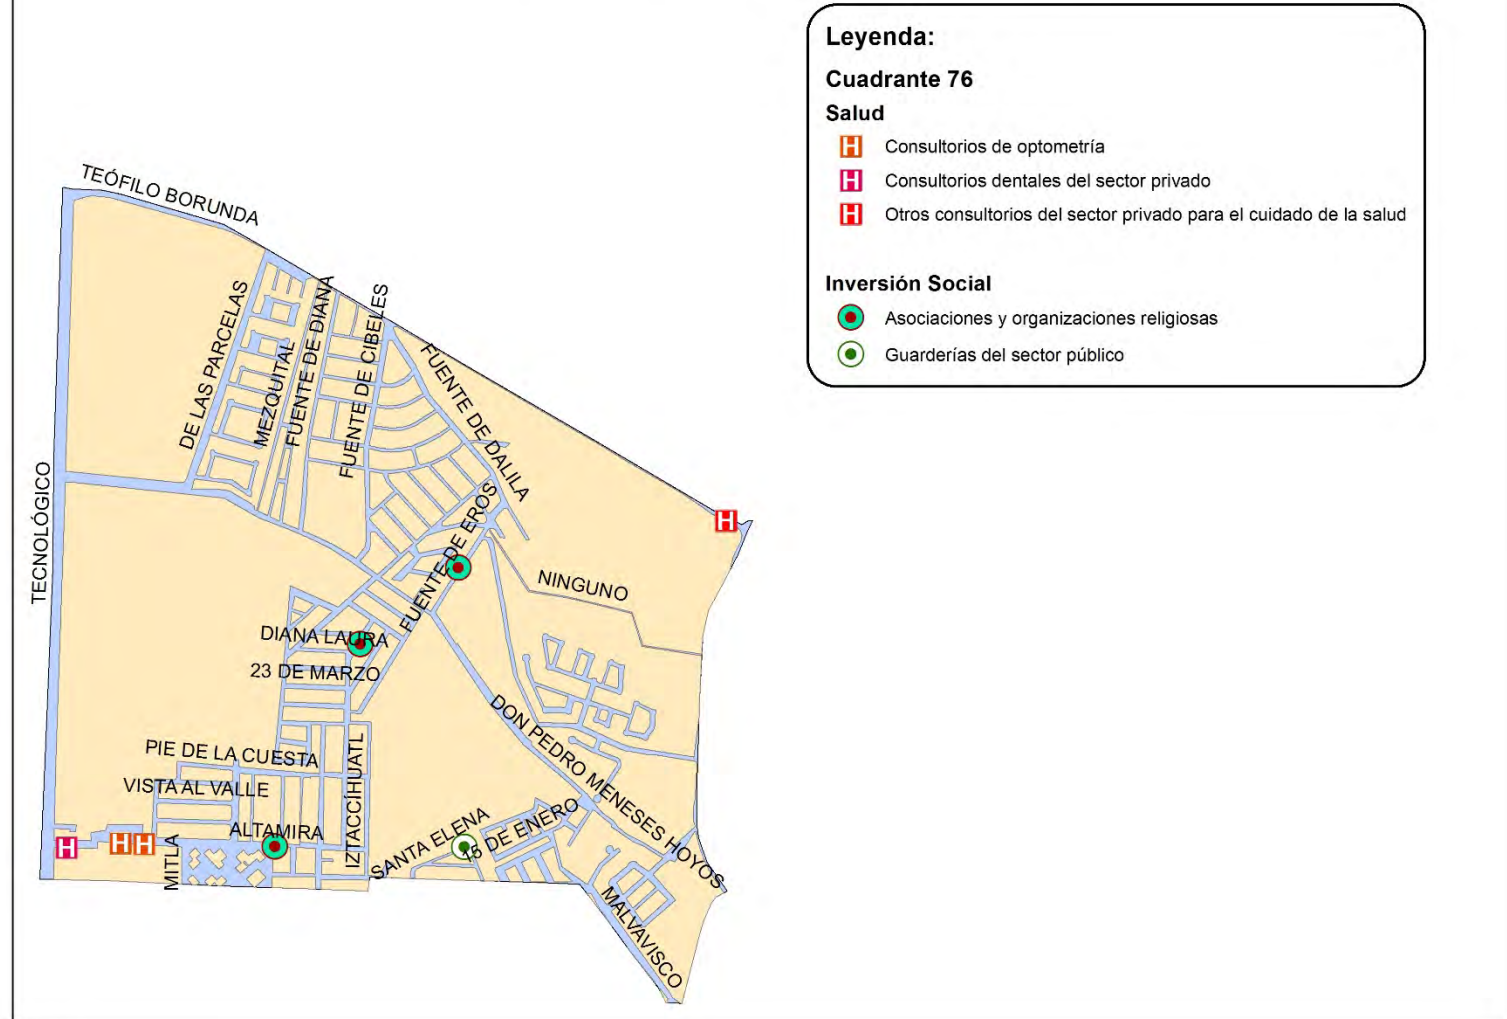 Leyenda:
Cuadrante 76
Salud
H Consultorios de optometría
H Consultorios dentales del sector privado
H Otros consultorios del sector privado para el cuidado de la salud
Inversión Social
Asociaciones y organizaciones religiosas
Guarderías del sector público
TEÓFILO BORUNDA
DE LAS PARCELAS
MEZQUITAL
FUENTE DE DIANA
FUENTE DE CIBELES
FUENTE DE DALILA
TECNOLÓGICO
FUENTE DE EROS
H
NINGUNO
DIANA LAURA
23 DE MARZO
DON PEDRO MENESES HOYOS
PIE DE LA CUESTA
VISTA AL VALLE
IZTACCÍHUATL
ALTAMIRA
SANTA ELENA
15 DE ENERO
H
H
H
MITLA
MALVAVISCO